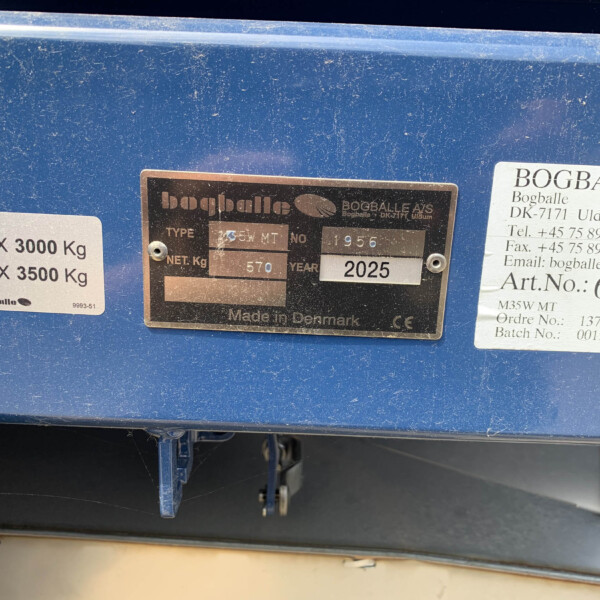 X 3000 Kg
X 3500 Kg
balle
9983-51
bogballe
BOGBALLE A/S
Bogballe - DK-7171 Uldum
TYPE M35W MT NO 1956
NET. Kg 570 YEAR 2025
Made in Denmark CE
BOGBA
Bogballe
DK-7171 Uld
Tel. +45 75 89
Fax. +45 75 89
Email: bogballe
Art.No.:
M35W MT
Ordre No.: 137
Batch No.: 001